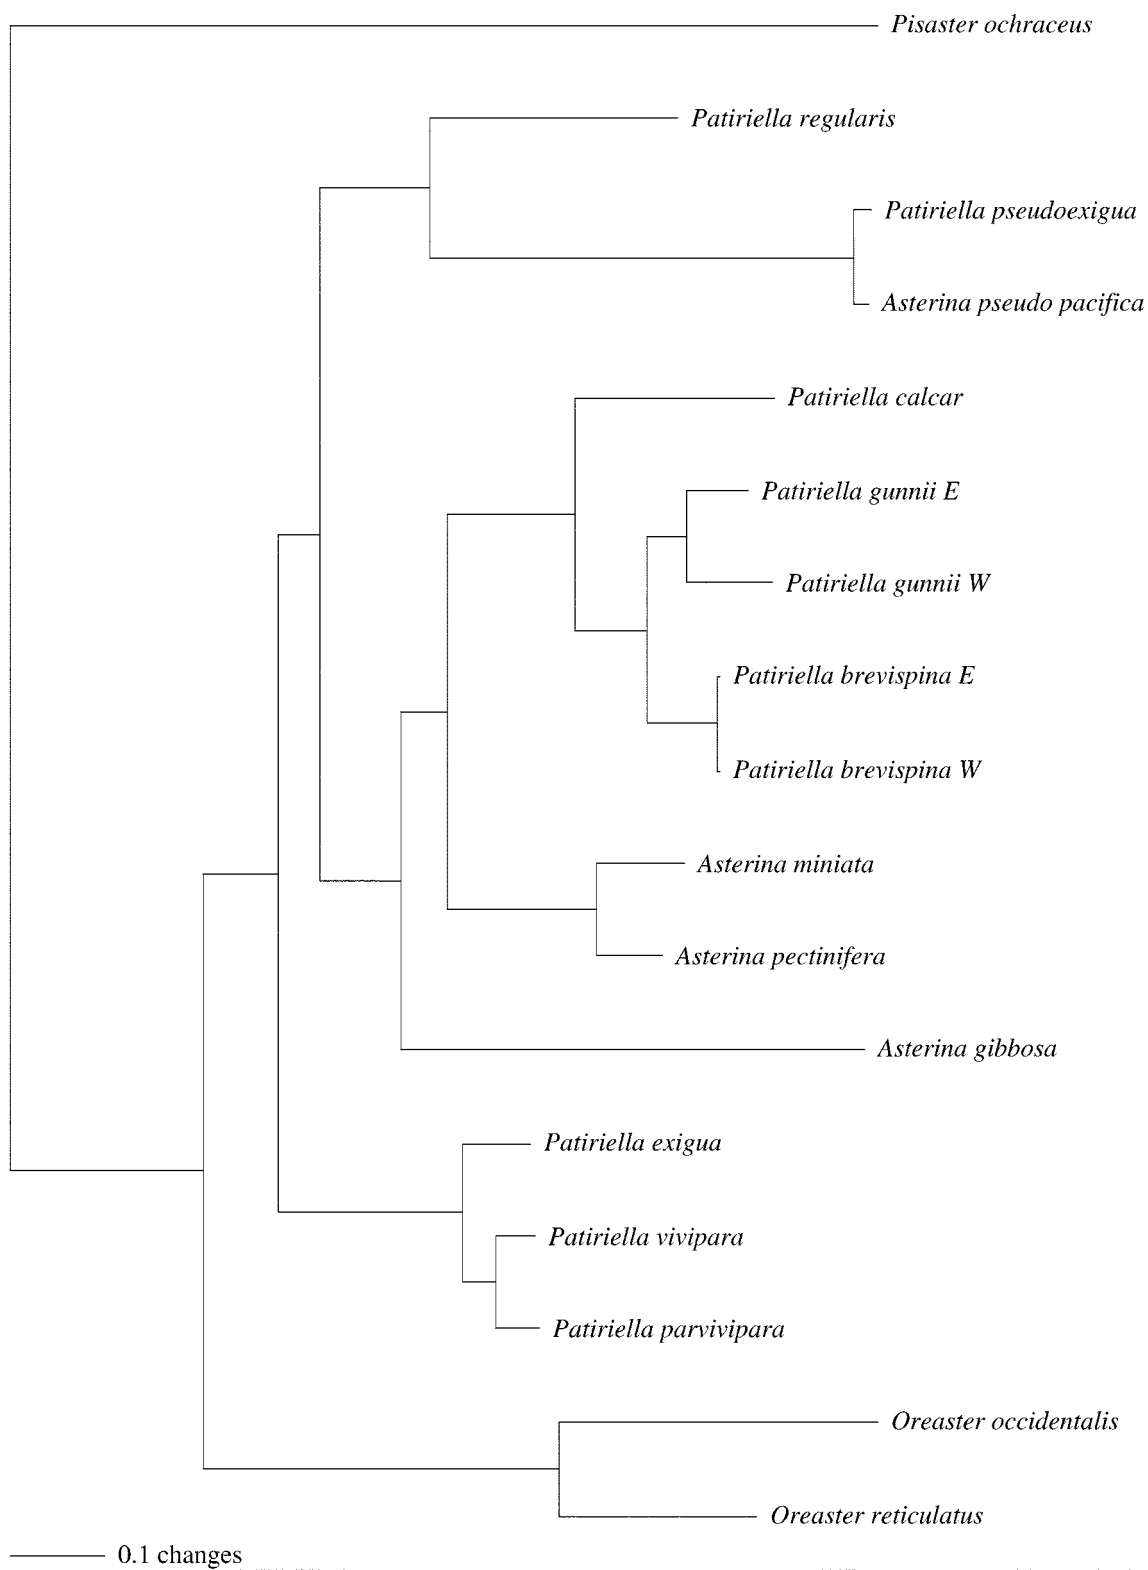 Pisaster ochraceus
Patiriella regularis
Patiriella pseudoexigua
Asterina pseudo pacifica
Patiriella calcar
Patiriella gunnii E
Patiriella gunnii W
Patiriella brevispina E
Patiriella brevispina W
Asterina miniata
Asterina pectinifera
Asterina gibbosa
Patiriella exigua
Patiriella vivipara
Patiriella parvivipara
Oreaster occidentalis
Oreaster reticulatus
0.1 changes